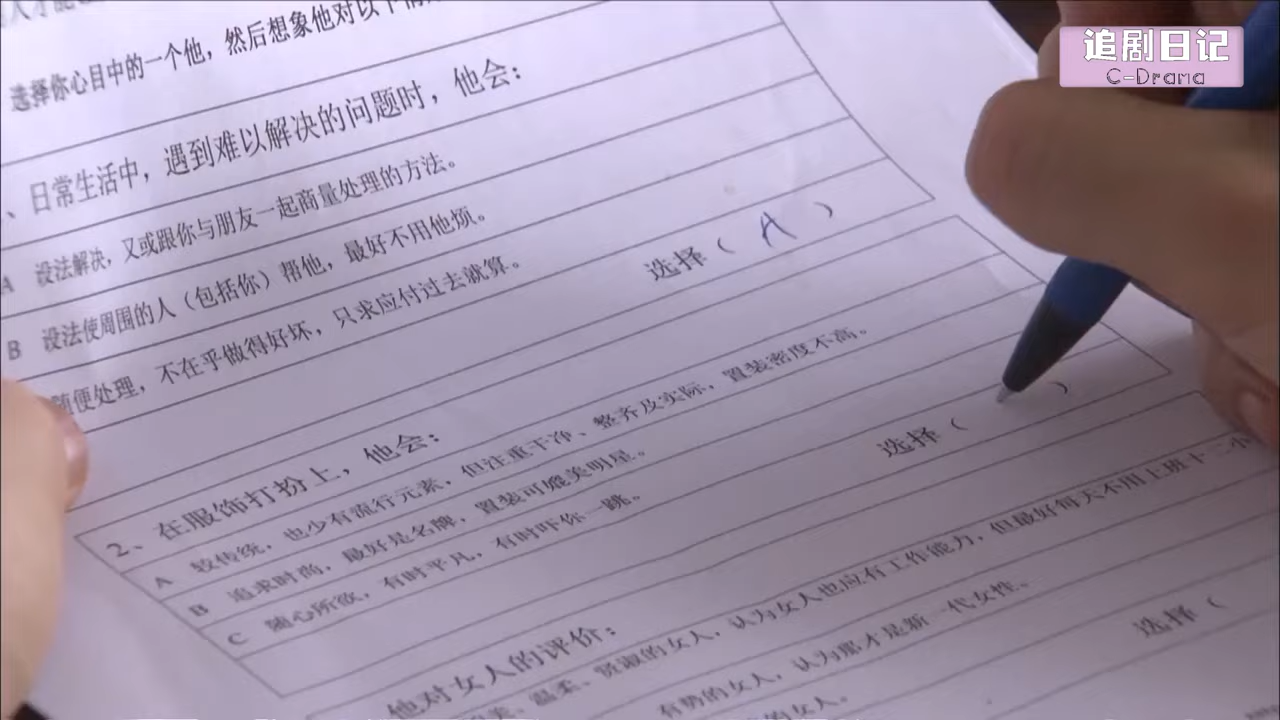 追剧日记
C-Drama
选择你心目中的一个他，然后想象他对以下
、日常生活中，遇到难以解决的问题时，他会：
A 设法解决，又或跟你与朋友一起商量处理的方法。
B 设法使周围的人（包括你）帮他，最好不用他烦。
随便处理，不在乎做得好坏，只求应付过去就算。
选择（ A ）
2、在服饰打扮上，他会：
A 较传统，也少有流行元素，但注重干净、整齐及实际，置装密度不高。
B 追求时尚，最好是名牌，置装可媲美明星。
C 随心所欲，有时平凡，有时吓你一跳。
选择（ ）
他对女人的评价：
美、温柔、贤淑的女人，认为女人也应有工作能力，但最好每天不用上班十二小
有势的女人，认为那才是新一代女性。
的女人。
选择（